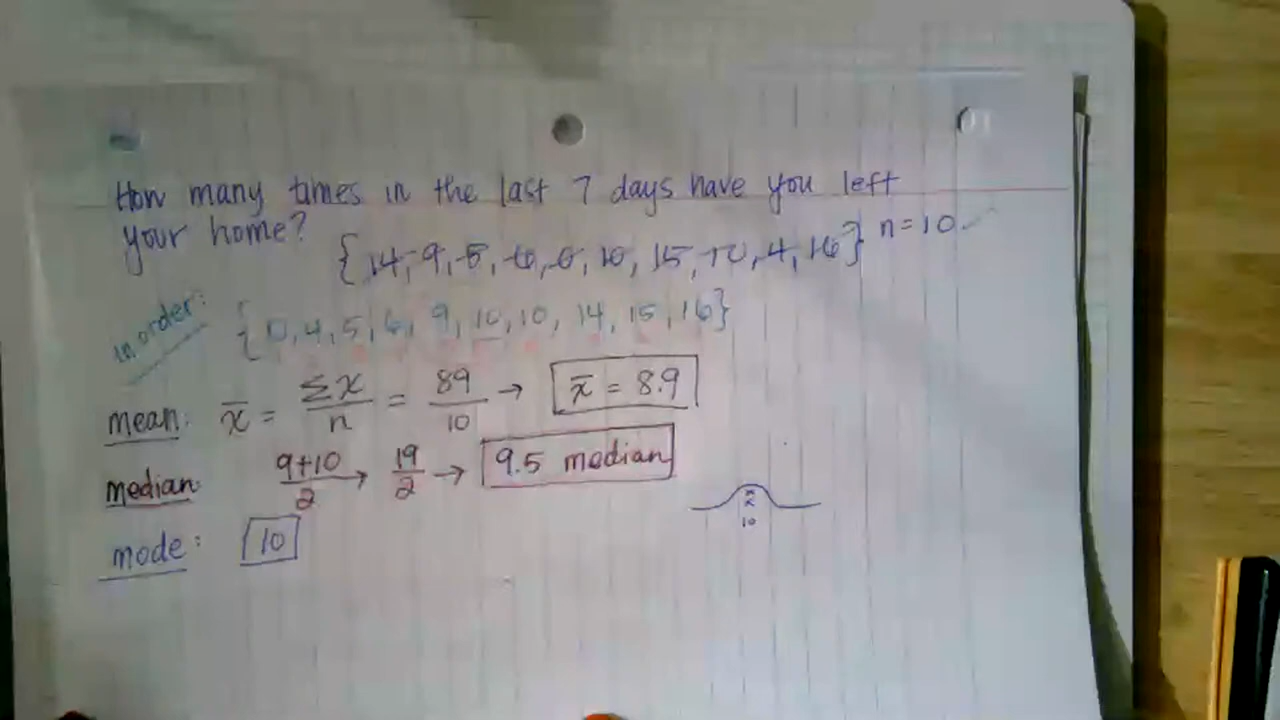 How many times in the last 7 days have you left
your home?
{14, 9, 5, 6, 0, 10, 15, 10, 4, 16} n=10
in order: {0, 4, 5, 6, 9, 10, 10, 14, 15, 16}
mean: x̄ = Σx/n = 89/10 → x̄ = 8.9
median: 9+10/2 → 19/2 → 9.5 median
x
x
10
mode: 10